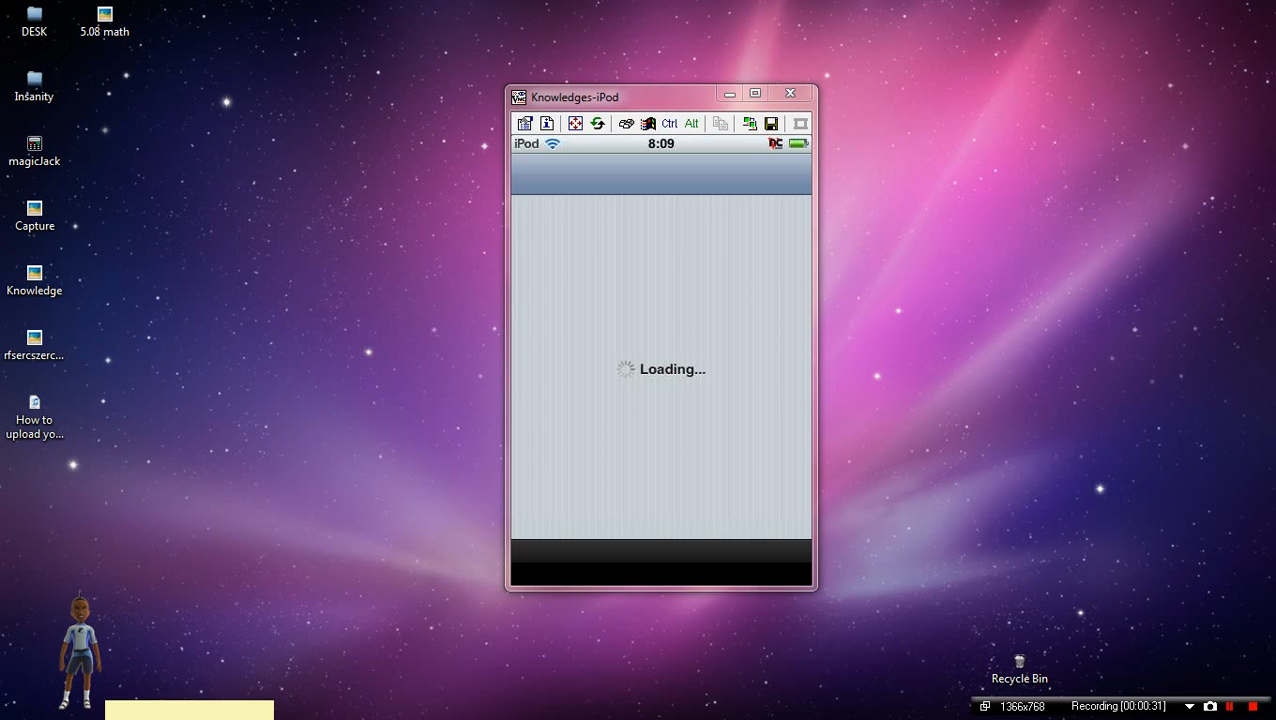 DESK
5.08 math
Insanity
magicJack
Capture
Knowledge
rfsercszerc...
How to
upload yo...
Knowledges-iPod
Ctrl Alt
iPod 8:09
Loading...
Recycle Bin
1366x768 Recording [00:00:31]